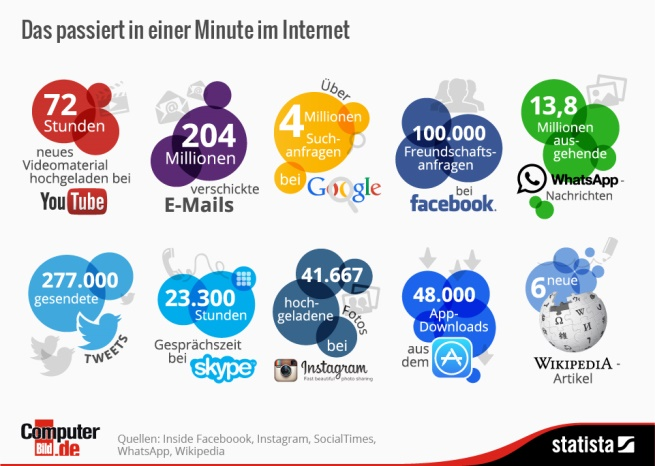 Das passiert in einer Minute im Internet
72
Stunden
neues
Videomaterial
hochgeladen bei
YouTube
204
Millionen
verschickte
E-Mails
Über
4 Millionen
Such-
anfragen
bei
Google
100.000
Freundschafts-
anfragen
bei
facebook.
13,8
Millionen
aus-
gehende
WhatsApp-
Nachrichten
277.000
gesendete
TWEETS
23.300
Stunden
Gesprächszeit
bei
skype
41.667
hoch-
geladene
Fotos
bei
Instagram
Fast beautiful photo sharing
48.000
App-
Downloads
aus
dem
6 neue
WIKIPEDIA -
Artikel
Computer
Bild.de
Quellen: Inside Faceboook, Instagram, SocialTimes,
WhatsApp, Wikipedia
statista